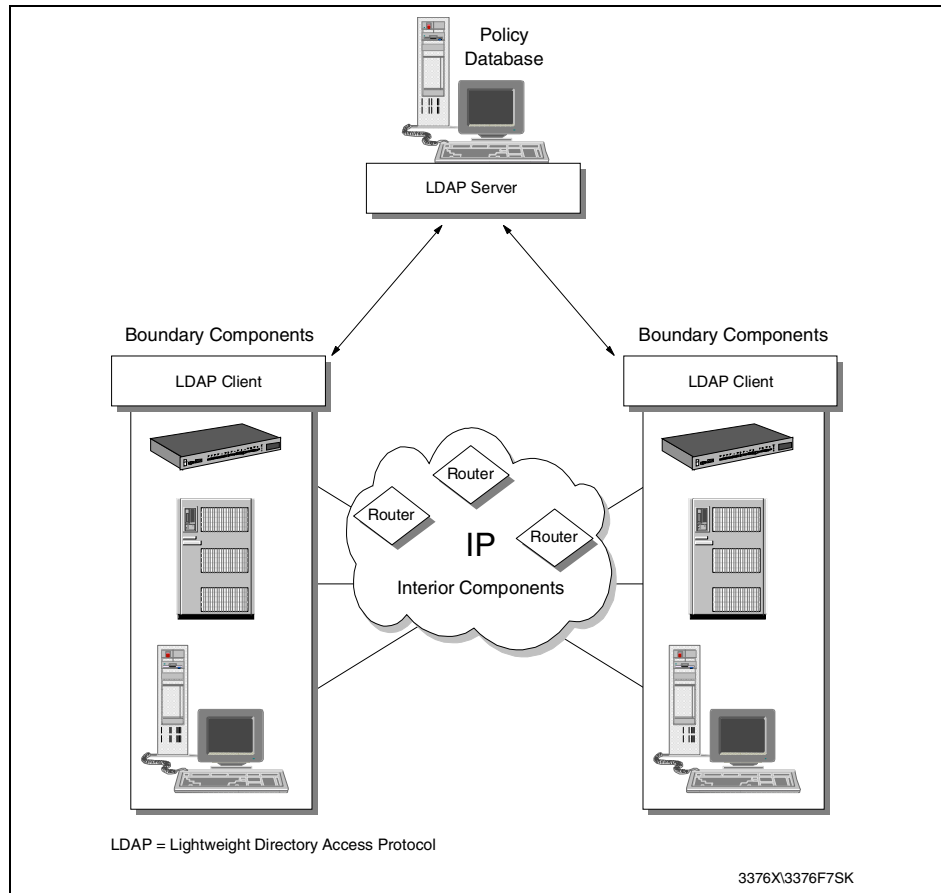 Policy
Database
LDAP Server
Boundary Components
LDAP Client
Boundary Components
LDAP Client
Router
Router
Router
IP
Interior Components
LDAP = Lightweight Directory Access Protocol
3376X\3376F7SK